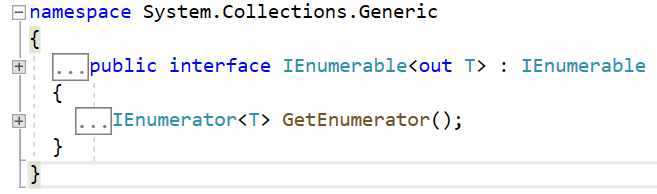 namespace System.Collections.Generic
{
...public interface IEnumerable<out T> : IEnumerable
{
...IEnumerator<T> GetEnumerator();
}
}